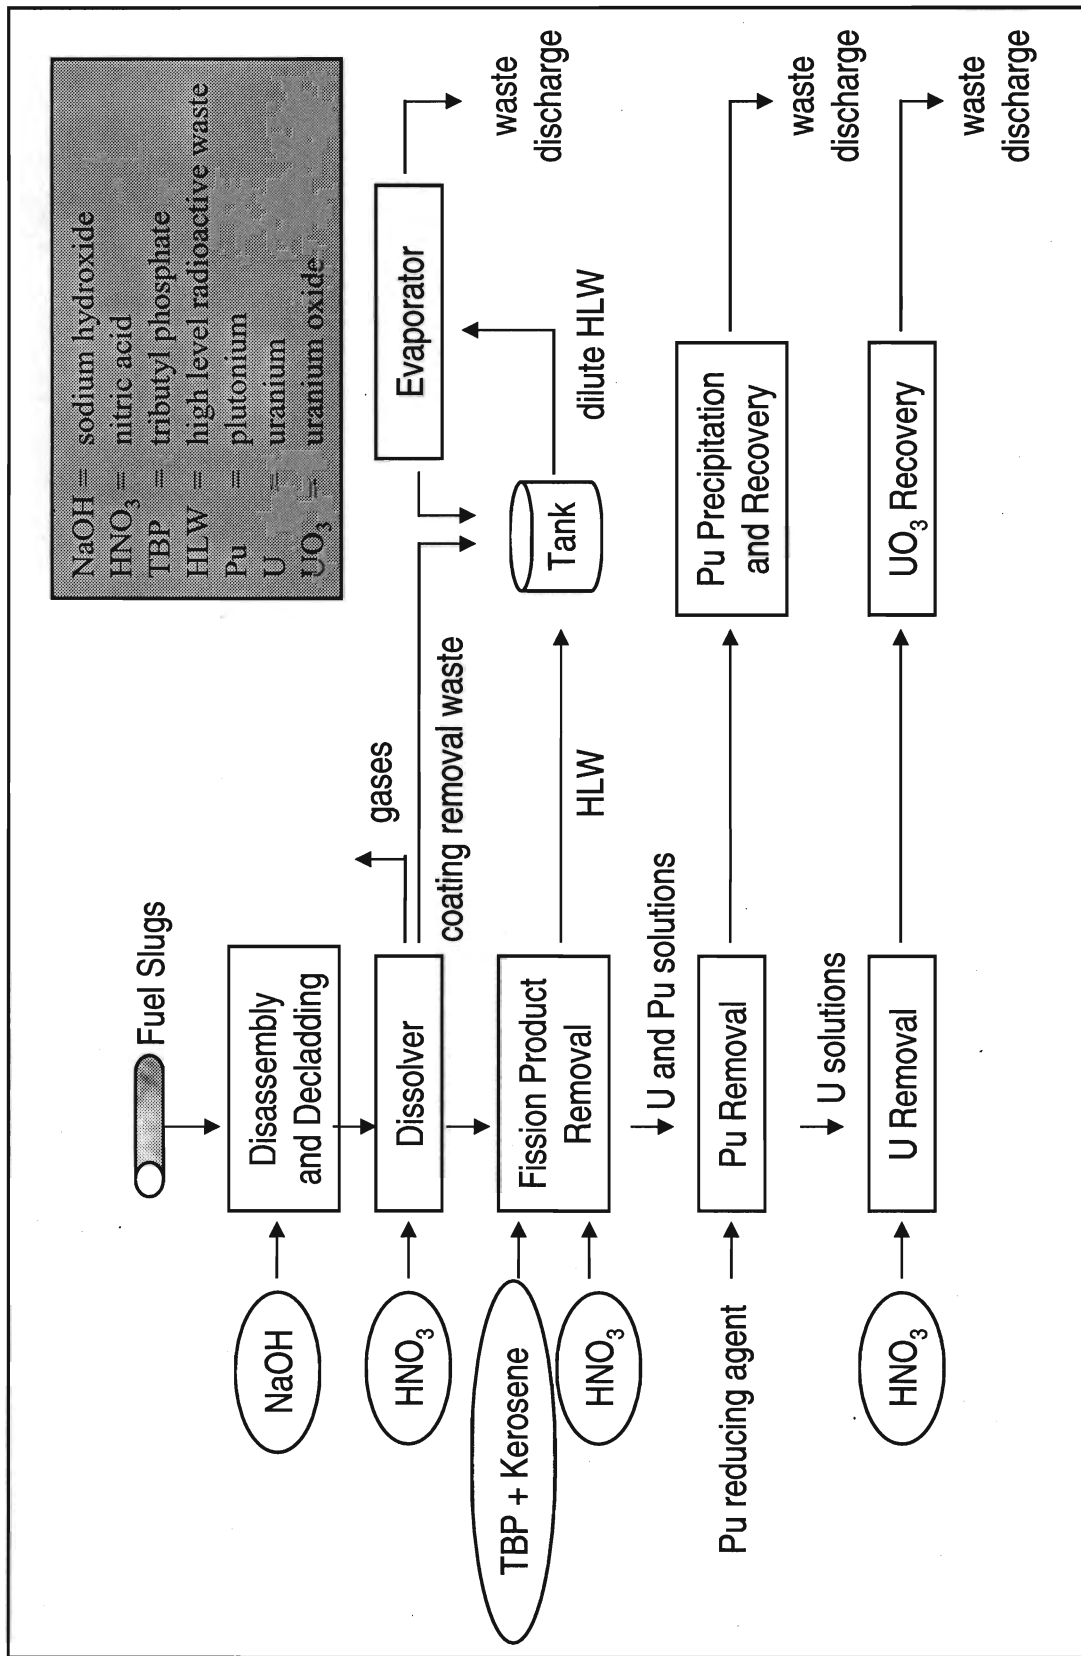 NaOH = sodium hydroxide
HNO₃ = nitric acid
TBP = tributyl phosphate
HLW = high level radioactive waste
Pu = plutonium
U = uranium
UO₃ = uranium oxide
Fuel Slugs
NaOH
Disassembly
and Decladding
gases
HNO₃
Dissolver
coating removal waste
Evaporator
waste
discharge
TBP + Kerosene
HNO₃
Fission Product
Removal
HLW
Tank
dilute HLW
U and Pu solutions
Pu reducing agent
Pu Removal
Pu Precipitation
and Recovery
waste
discharge
U solutions
HNO₃
U Removal
UO₃ Recovery
waste
discharge